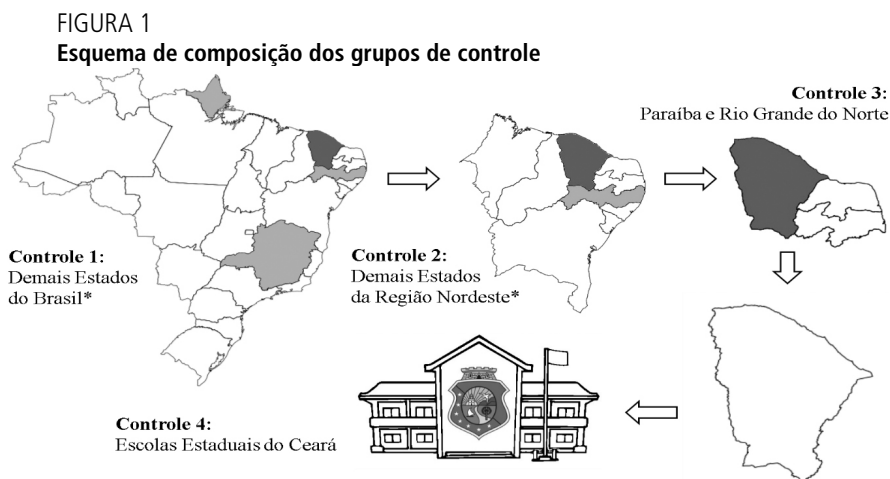 FIGURA 1
Esquema de composição dos grupos de controle
Controle 1:
Demais Estados
do Brasil*
Controle 2:
Demais Estados
da Região Nordeste*
Controle 3:
Paraíba e Rio Grande do Norte
Controle 4:
Escolas Estaduais do Ceará